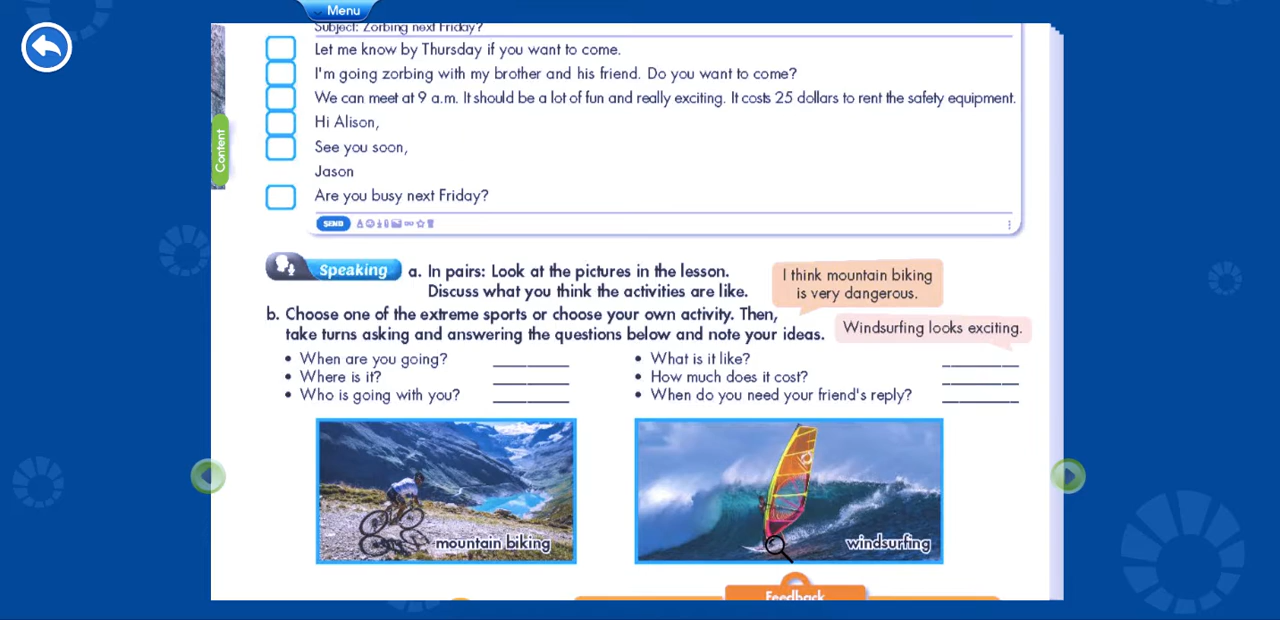 Menu
Subject: Zorbing next Friday?
Let me know by Thursday if you want to come.
I'm going zorbing with my brother and his friend. Do you want to come?
We can meet at 9 a.m. It should be a lot of fun and really exciting. It costs 25 dollars to rent the safety equipment.
Hi Alison,
See you soon,
Jason
Are you busy next Friday?
SEND
Content
Speaking
a. In pairs: Look at the pictures in the lesson.
Discuss what you think the activities are like.
I think mountain biking
is very dangerous.
b. Choose one of the extreme sports or choose your own activity. Then,
take turns asking and answering the questions below and note your ideas.
Windsurfing looks exciting.
• When are you going? __________
• Where is it? __________
• Who is going with you? __________
• What is it like? __________
• How much does it cost? __________
• When do you need your friend's reply? __________
mountain biking
windsurfing
Feedback